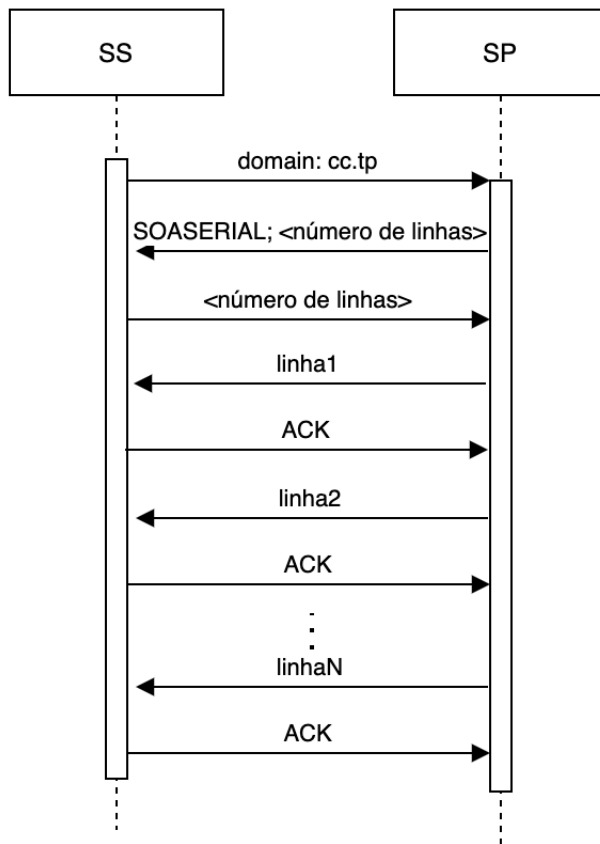 SS
SP
domain: cc.tp
SOASERIAL; <número de linhas>
<número de linhas>
linha1
ACK
linha2
ACK
linhaN
ACK